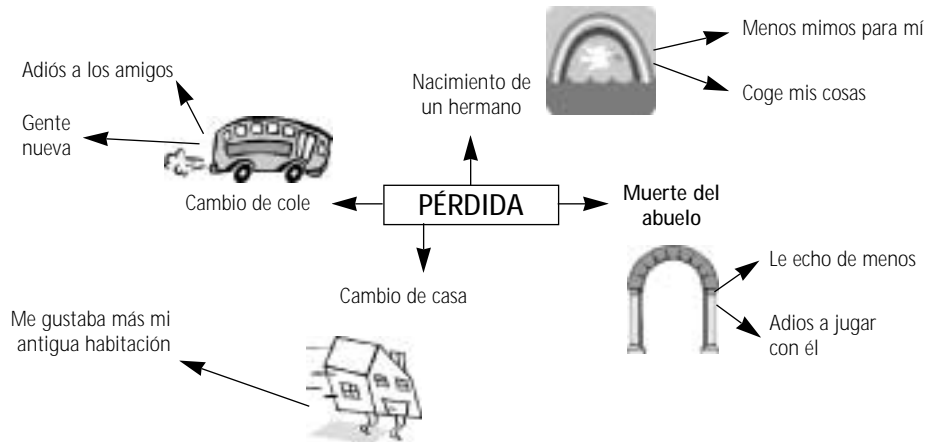 Menos mimos para mí
Adiós a los amigos
Nacimiento de
un hermano
Coge mis cosas
Gente
nueva
Cambio de cole
PÉRDIDA
Muerte del
abuelo
Le echo de menos
Cambio de casa
Me gustaba más mi
antigua habitación
Adios a jugar
con él